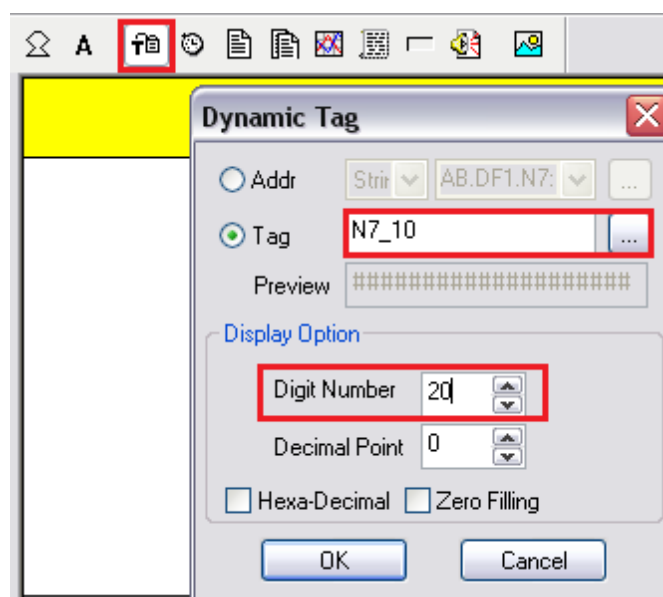 A T
Dynamic Tag
Addr Strir AB.DF1.N7: ...
Tag N7_10 ...
Preview ####################
Display Option
Digit Number 20
Decimal Point 0
Hexa-Decimal Zero Filling
OK Cancel